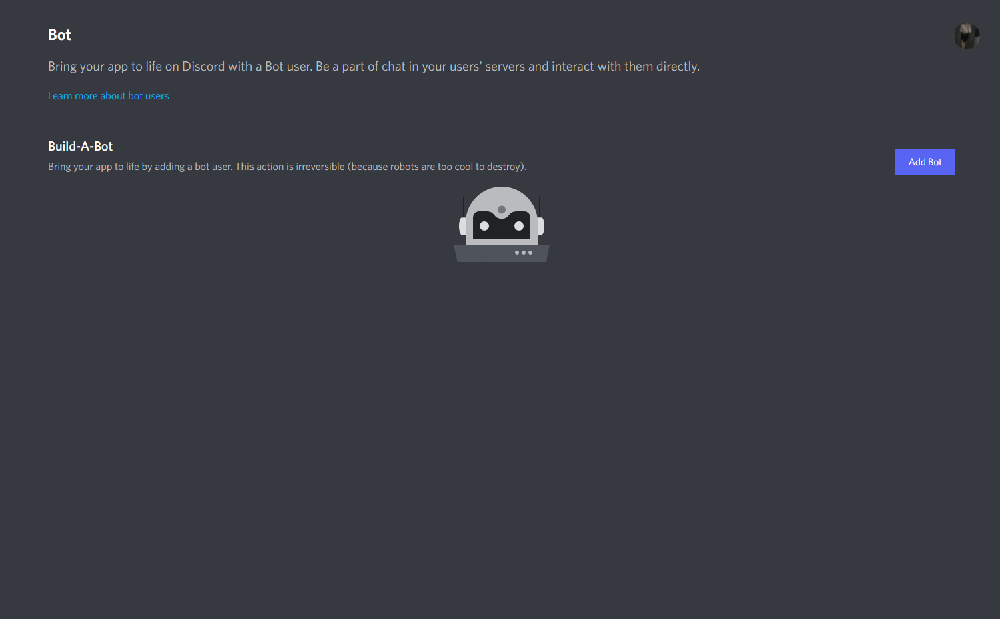 Bot
Bring your app to life on Discord with a Bot user. Be a part of chat in your users' servers and interact with them directly.
Learn more about bot users
Build-A-Bot
Bring your app to life by adding a bot user. This action is irreversible (because robots are too cool to destroy).
Add Bot